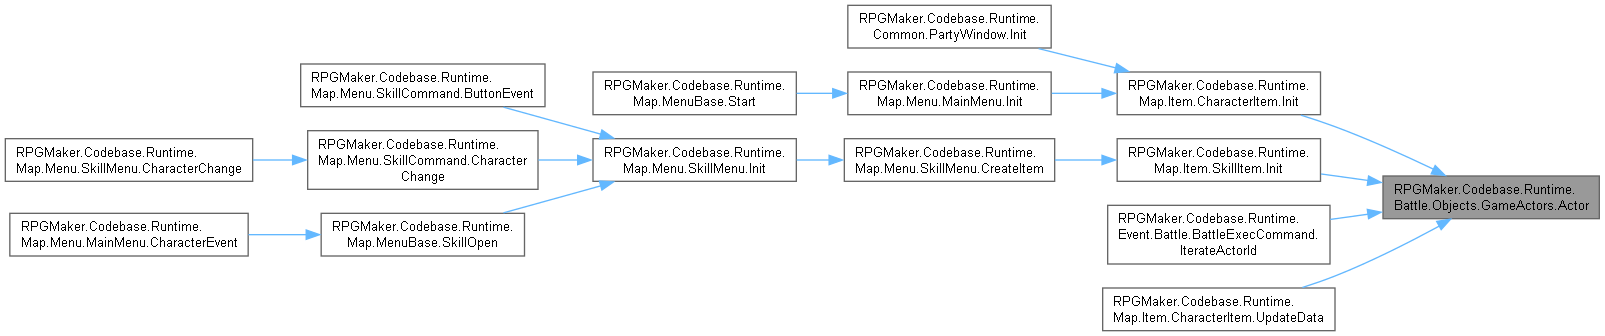 RPGMaker.Codebase.Runtime.
Common.PartyWindow.Init
RPGMaker.Codebase.Runtime.
Map.Menu.SkillCommand.ButtonEvent
RPGMaker.Codebase.Runtime.
Map.MenuBase.Start
RPGMaker.Codebase.Runtime.
Map.Menu.MainMenu.Init
RPGMaker.Codebase.Runtime.
Map.Item.CharacterItem.Init
RPGMaker.Codebase.Runtime.
Map.Menu.SkillMenu.CharacterChange
RPGMaker.Codebase.Runtime.
Map.Menu.SkillCommand.Character
Change
RPGMaker.Codebase.Runtime.
Map.Menu.SkillMenu.Init
RPGMaker.Codebase.Runtime.
Map.Menu.SkillMenu.CreateItem
RPGMaker.Codebase.Runtime.
Map.Item.SkillItem.Init
RPGMaker.Codebase.Runtime.
Battle.Objects.GameActors.Actor
RPGMaker.Codebase.Runtime.
Map.Menu.MainMenu.CharacterEvent
RPGMaker.Codebase.Runtime.
Map.MenuBase.SkillOpen
RPGMaker.Codebase.Runtime.
Event.Battle.BattleExecCommand.
IterateActorId
RPGMaker.Codebase.Runtime.
Map.Item.CharacterItem.UpdateData